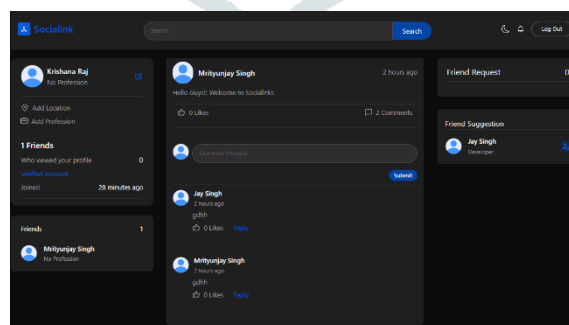 Socialink
Search...
Search
Log Out
Krishana Raj
No Profession
Add Location
Add Profession
1 Friends
Who viewed your profile 0
Verified Account
Joined 28 minutes ago
Friends 1
Mrityunjay Singh
No Profession
Mrityunjay Singh 2 hours ago
Hello Guys!! Welcome to Socialinks
0 Likes 2 Comments
Comment this post
Submit
Jay Singh
2 hours ago
gdhh
0 Likes Reply
Mrityunjay Singh
2 hours ago
gdhh
0 Likes Reply
Friend Request 0
Friend Suggestion
Jay Singh
Developer